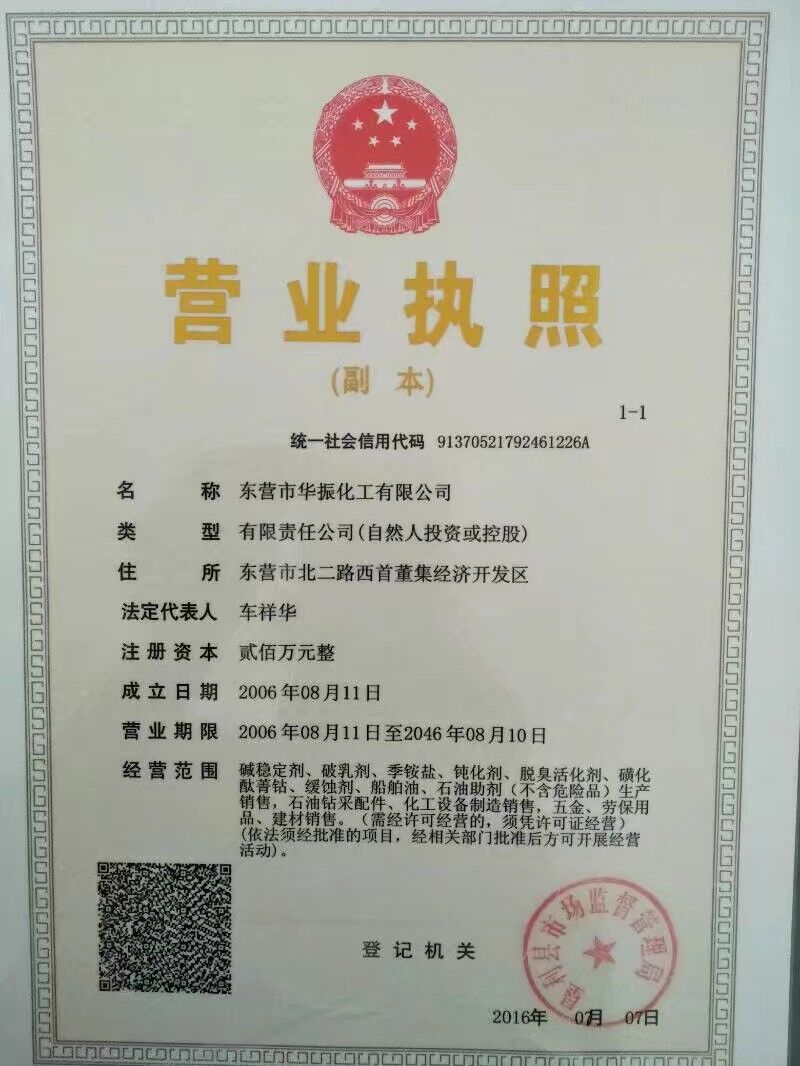 营业执照
(副 本)
1-1
统一社会信用代码 91370521792461226A
名 称 东营市华振化工有限公司
类 型 有限责任公司(自然人投资或控股)
住 所 东营市北二路西首董集经济开发区
法定代表人 车祥华
注册资本 贰佰万元整
成立日期 2006年08月11日
营业期限 2006年08月11日至2046年08月10日
经营范围 碱稳定剂、破乳剂、季铵盐、钝化剂、脱臭活化剂、磺化
酞菁钴、缓蚀剂、船舶油、石油助剂（不含危险品）生产
销售，石油钻采配件、化工设备制造销售，五金、劳保用
品、建材销售。（需经许可经营的，须凭许可证经营）
(依法须经批准的项目，经相关部门批准后方可开展经营
活动)。
登记机关
垦利县市场监督管理局
2016年 07月 07日